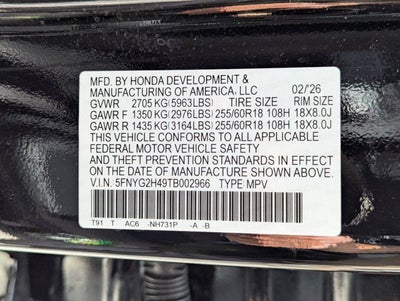 MFD. BY HONDA DEVELOPMENT &
MANUFACTURING OF AMERICA, LLC 02/'26
GVWR 2705 KG (5963LBS) TIRE SIZE RIM SIZE
GAWR F 1350 KG (2976LBS) 255/60R18 108H 18X8.0J
GAWR R 1435 KG (3164LBS) 255/60R18 108H 18X8.0J
THIS VEHICLE CONFORMS TO ALL APPLICABLE
FEDERAL MOTOR VEHICLE SAFETY
AND THEFT PREVENTION STANDARDS IN EFFECT ON
THE DATE OF MANUFACTURE SHOWN ABOVE.
V.I.N. 5FNYG2H49TB002966 TYPE MPV
T91 T AC6 -NH731P -A -B